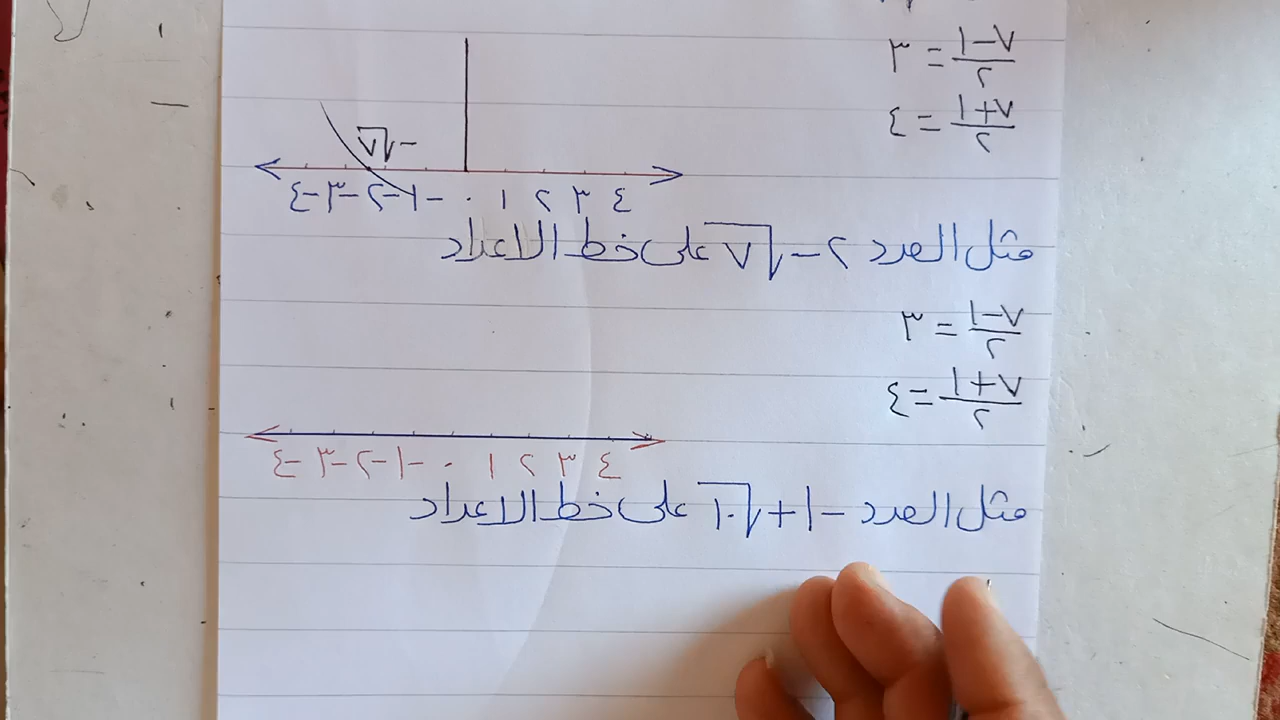 ٧-١/٢ = ٣
٧+١/٢ = ٤
-√٧
-٤ -٣ -٢ -١ ٠ ١ ٢ ٣ ٤
مثل العدد ٢-√٧ على خط الاعداد
٧-١/٢ = ٣
٧+١/٢ = ٤
-٤ -٣ -٢ -١ ٠ ١ ٢ ٣ ٤
مثل العدد -١+√١٠ على خط الاعداد